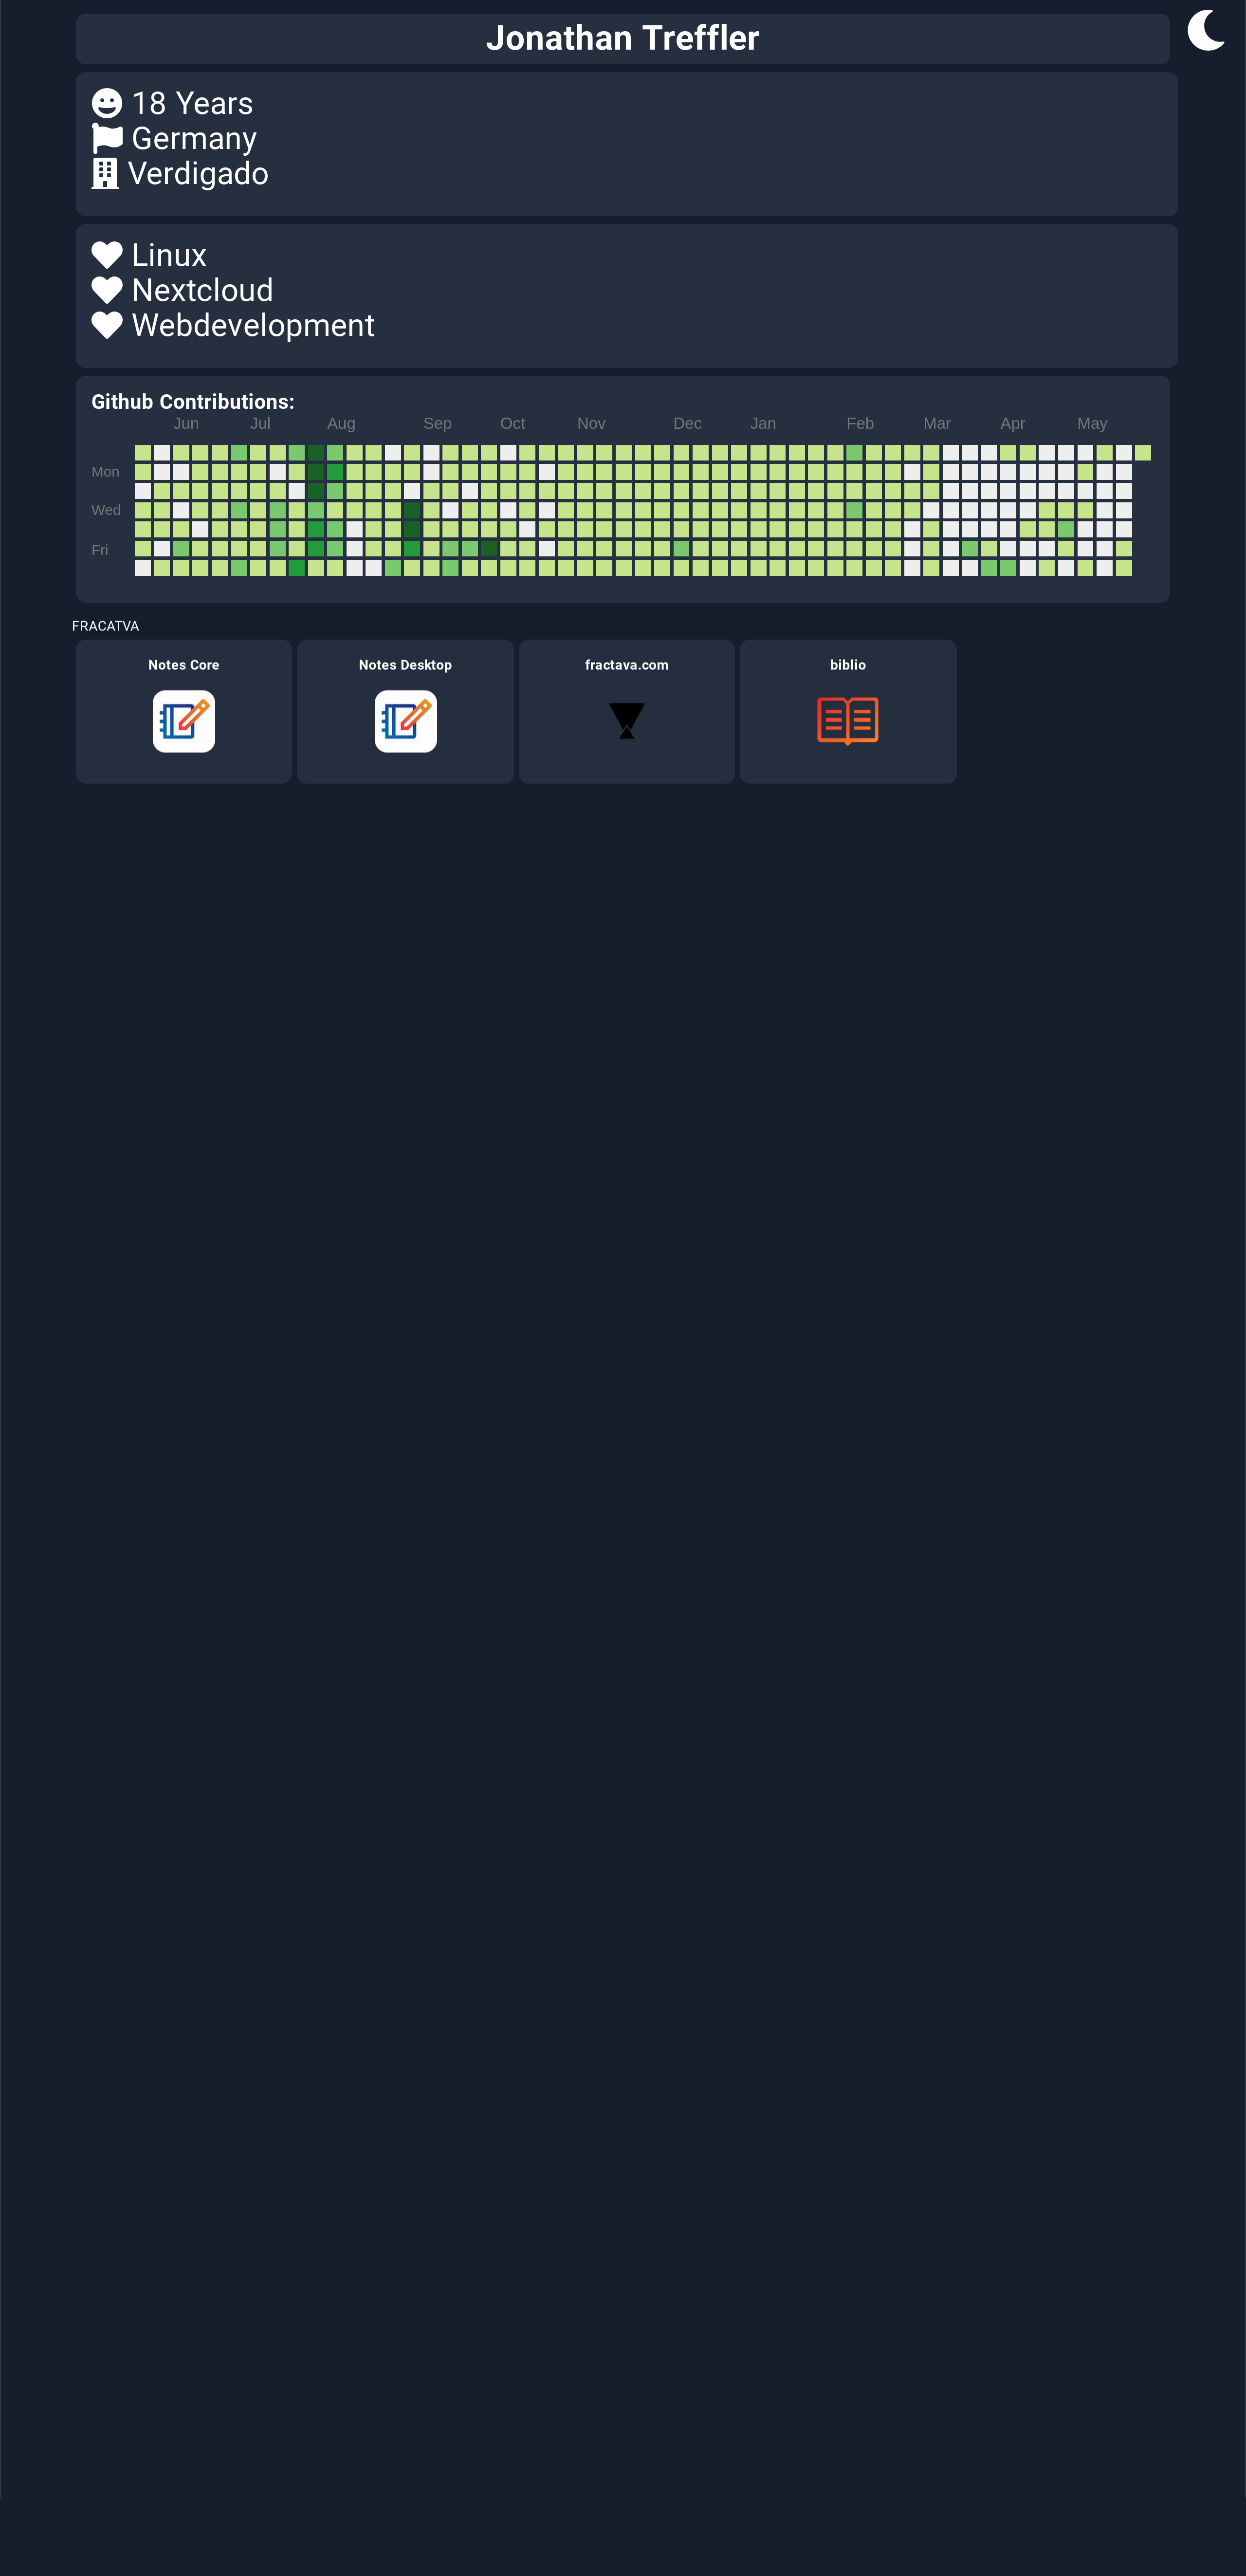 Jonathan Treffler
18 Years
Germany
Verdigado
Linux
Nextcloud
Webdevelopment
Github Contributions:
Jun Jul Aug Sep Oct Nov Dec Jan Feb Mar Apr May
Mon
Wed
Fri
FRACATVA
Notes Core Notes Desktop fractava.com biblio